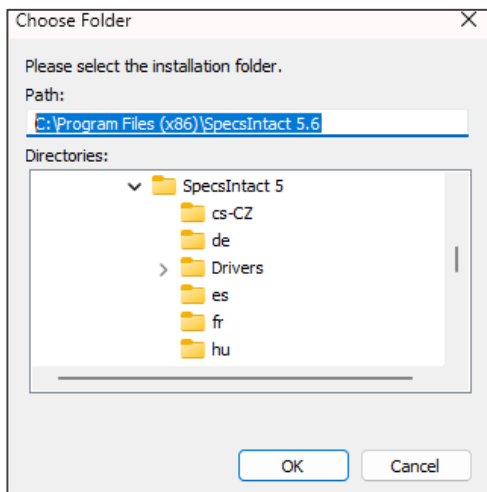 Choose Folder
Please select the installation folder.
Path:
C:\Program Files (x86)\SpecsIntact 5.6
Directories:
SpecsIntact 5
cs-CZ
de
Drivers
es
fr
hu
OK Cancel